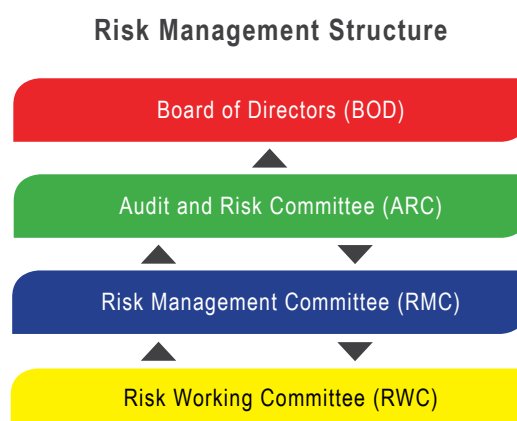 Risk Management Structure
Board of Directors (BOD)
Audit and Risk Committee (ARC)
Risk Management Committee (RMC)
Risk Working Committee (RWC)